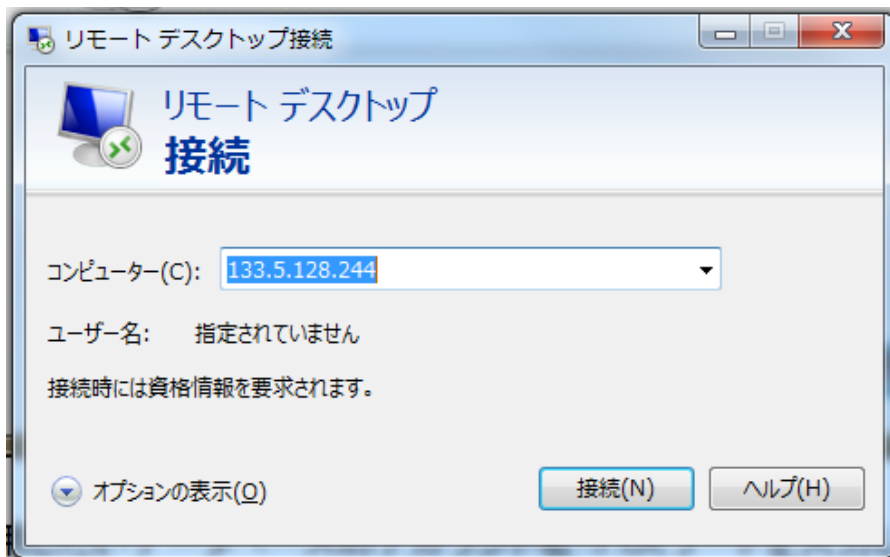 リモート デスクトップ接続
リモート デスクトップ
接続
コンピューター(C): 133.5.128.244
ユーザー名: 指定されていません
接続時には資格情報を要求されます。
オプションの表示(O) 接続(N) ヘルプ(H)